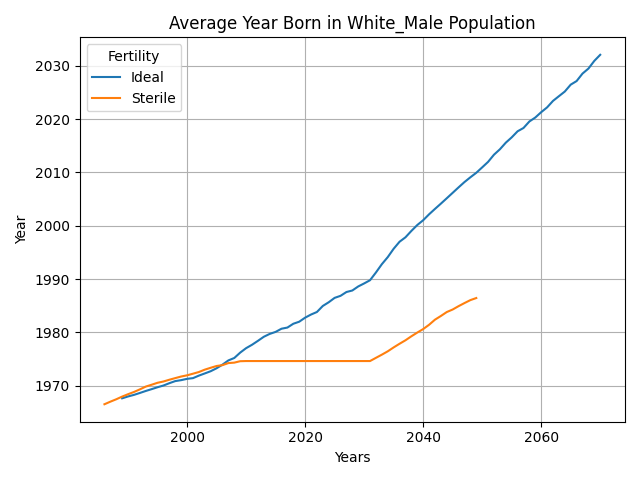 Average Year Born in White_Male Population
Fertility
Ideal
Sterile
Year
2030
2020
2010
2000
1990
1980
1970
2000
2020
2040
2060
Years